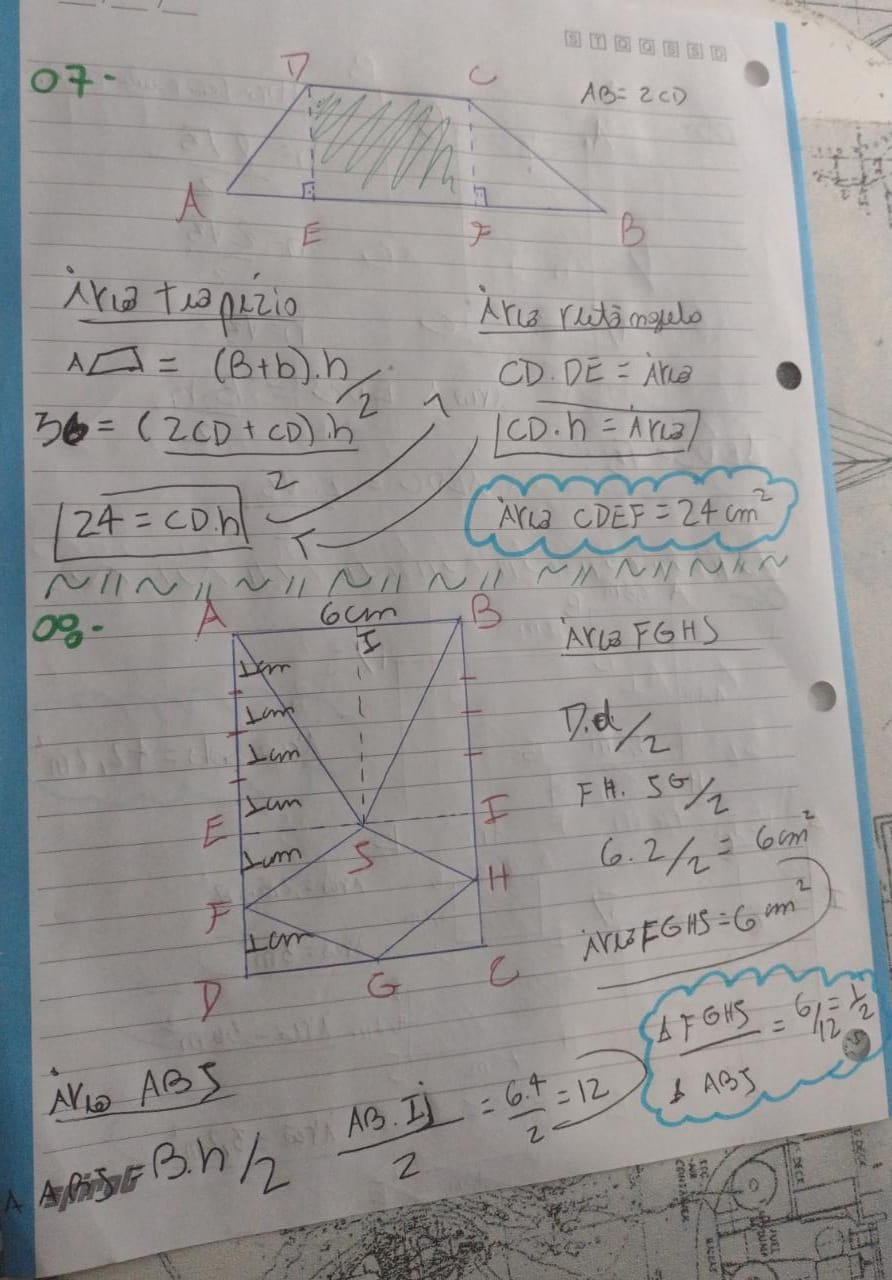 S T Q Q S S D
07-
D C
AB = 2CD
A E F B
Área trapézio
A = (B+b).h/2
36 = (2CD + CD).h
2
24 = CD.h
Área retângulo
CD.DE = Área
CD.h = Área
Área CDEF = 24 cm²
08-
A 6cm B
I
1cm
1cm
1cm
1cm
E S I
1cm
F H
1cm
D G C
Área FGHS
D.d/2
FH. SG/2
6.2/2 = 6cm²
Área FGHS = 6 cm²
Δ FGHS = 6/12 = 1/2
Δ ABS
Área ABS
A ABS = B.h/2 AB.IJ = 6.4 = 12
2 2